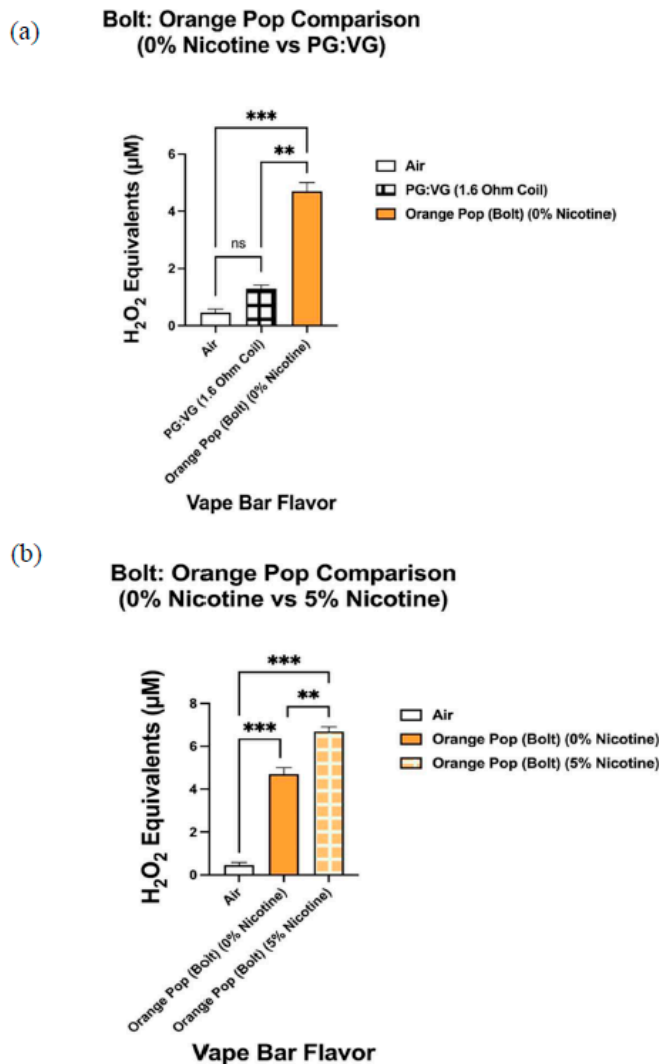 (a)
Bolt: Orange Pop Comparison
(0% Nicotine vs PG:VG)
***
**
ns
H₂O₂ Equivalents (μM)
6
4
2
0
Air
PG:VG (1.6 Ohm Coil)
Orange Pop (Bolt) (0% Nicotine)
Air
PG:VG (1.6 Ohm Coil)
Orange Pop (Bolt) (0% Nicotine)
Vape Bar Flavor
(b)
Bolt: Orange Pop Comparison
(0% Nicotine vs 5% Nicotine)
***
**
***
H₂O₂ Equivalents (μM)
8
6
4
2
0
Air
Orange Pop (Bolt) (0% Nicotine)
Orange Pop (Bolt) (5% Nicotine)
Air
Orange Pop (Bolt) (0% Nicotine)
Orange Pop (Bolt) (5% Nicotine)
Vape Bar Flavor